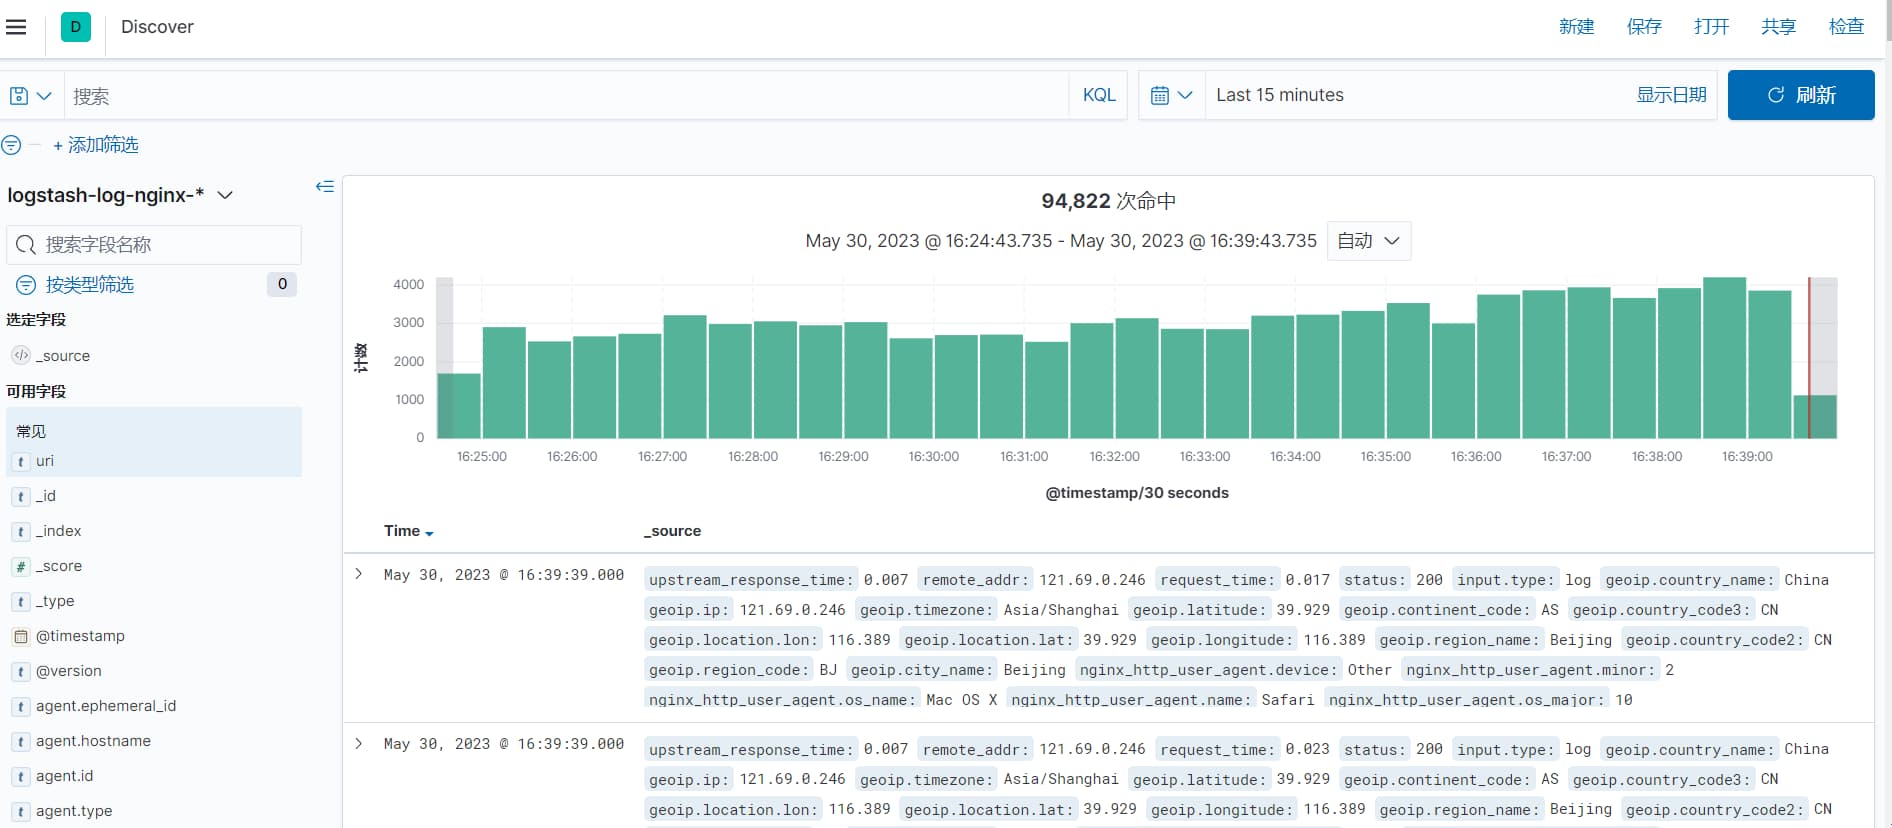 D Discover 新建 保存 打开 共享 检查
搜索 KQL Last 15 minutes 显示日期 刷新
+ 添加筛选
logstash-log-nginx-*
搜索字段名称
按类型筛选 0
选定字段
_source
可用字段
常见
t uri
t _id
t _index
# _score
t _type
@timestamp
t @version
t agent.ephemeral_id
t agent.hostname
t agent.id
t agent.type
94,822 次命中
May 30, 2023 @ 16:24:43.735 - May 30, 2023 @ 16:39:43.735 自动
计数
4000
3000
2000
1000
0
16:25:00 16:26:00 16:27:00 16:28:00 16:29:00 16:30:00 16:31:00 16:32:00 16:33:00 16:34:00 16:35:00 16:36:00 16:37:00 16:38:00 16:39:00
@timestamp/30 seconds
Time _source
May 30, 2023 @ 16:39:39.000 upstream_response_time: 0.007 remote_addr: 121.69.0.246 request_time: 0.017 status: 200 input.type: log geoip.country_name: China
geoip.ip: 121.69.0.246 geoip.timezone: Asia/Shanghai geoip.latitude: 39.929 geoip.continent_code: AS geoip.country_code3: CN
geoip.location.lon: 116.389 geoip.location.lat: 39.929 geoip.longitude: 116.389 geoip.region_name: Beijing geoip.country_code2: CN
geoip.region_code: BJ geoip.city_name: Beijing nginx_http_user_agent.device: Other nginx_http_user_agent.minor: 2
nginx_http_user_agent.os_name: Mac OS X nginx_http_user_agent.name: Safari nginx_http_user_agent.os_major: 10
May 30, 2023 @ 16:39:39.000 upstream_response_time: 0.007 remote_addr: 121.69.0.246 request_time: 0.023 status: 200 input.type: log geoip.country_name: China
geoip.ip: 121.69.0.246 geoip.timezone: Asia/Shanghai geoip.latitude: 39.929 geoip.continent_code: AS geoip.country_code3: CN
geoip.location.lon: 116.389 geoip.location.lat: 39.929 geoip.longitude: 116.389 geoip.region_name: Beijing geoip.country_code2: CN